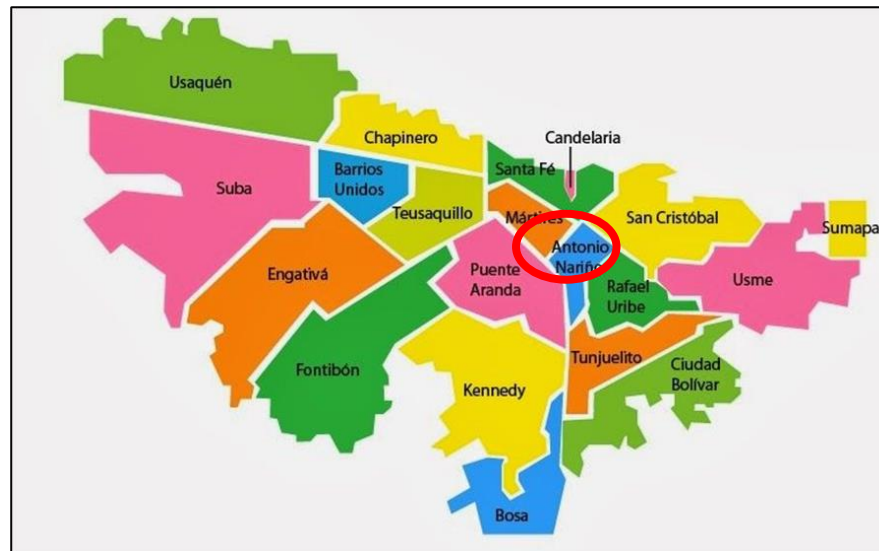 Usaquén
Chapinero
Candelaria
Suba
Barrios
Unidos
Santa Fé
Teusaquillo
Mártires
San Cristóbal
Sumapa
Antonio
Nariño
Engativá
Puente
Aranda
Rafael
Uribe
Usme
Fontibón
Tunjuelito
Ciudad
Bolívar
Kennedy
Bosa